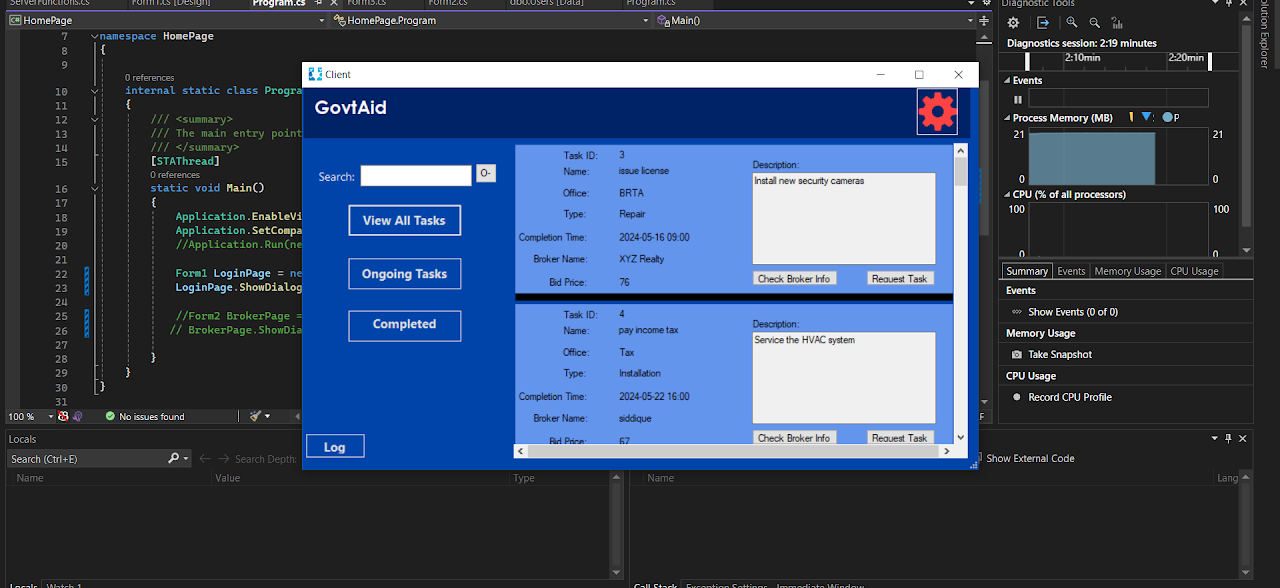 ServerFunctions.cs Form1.cs [Design] Program.cs Form3.cs Form2.cs dbo.Users [Data] Program.cs
HomePage HomePage.Program Main()
7 namespace HomePage
8 {
9
0 references
10 internal static class Progra
11 {
12 /// <summary>
13 /// The main entry point
14 /// </summary>
15 [STAThread]
0 references
16 static void Main()
17 {
18 Application.EnableVi
19 Application.SetCompa
20 //Application.Run(ne
21
22 Form1 LoginPage = ne
23 LoginPage.ShowDialog
24
25 //Form2 BrokerPage =
26 // BrokerPage.ShowDia
27
28 }
29 }
30 }
31
100 % No issues found
Client
GovtAid
Search: O-
View All Tasks
Ongoing Tasks
Completed
Log
Task ID: 3
Name: issue license
Office: BRTA
Type: Repair
Completion Time: 2024-05-16 09:00
Broker Name: XYZ Realty
Bid Price: 76
Description:
Install new security cameras
Check Broker Info Request Task
Task ID: 4
Name: pay income tax
Office: Tax
Type: Installation
Completion Time: 2024-05-22 16:00
Broker Name: siddique
Bid Price: 67
Description:
Service the HVAC system
Check Broker Info Request Task
Diagnostic Tools
Diagnostics session: 2:19 minutes
2:10min 2:20min
Events
Process Memory (MB) P
21 21
0 0
CPU (% of all processors)
100 100
0 0
Summary Events Memory Usage CPU Usage
Events
Show Events (0 of 0)
Memory Usage
Take Snapshot
CPU Usage
Record CPU Profile
Solution Explorer
Locals
Search (Ctrl+E) Search Depth:
Name Value Type
Locals Watch 1
Show External Code
Name Lang
Call Stack Exception Settings Immediate Window